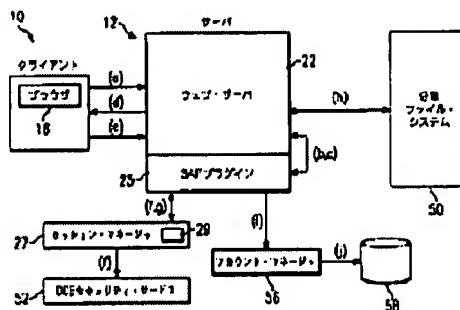 10
12
サーバ
クライアント
ブラウザ
18
(a)
(d)
(e)
22
ウェブ・サーバ
(h)
分散
ファイル・
システム
50
(b,c)
25
SAFプラグイン
(f,g)
(i)
27
セッション・マネージャ
29
アカウント・マネージャ
56
(j)
58
DCEセキュリティ・サービス
52